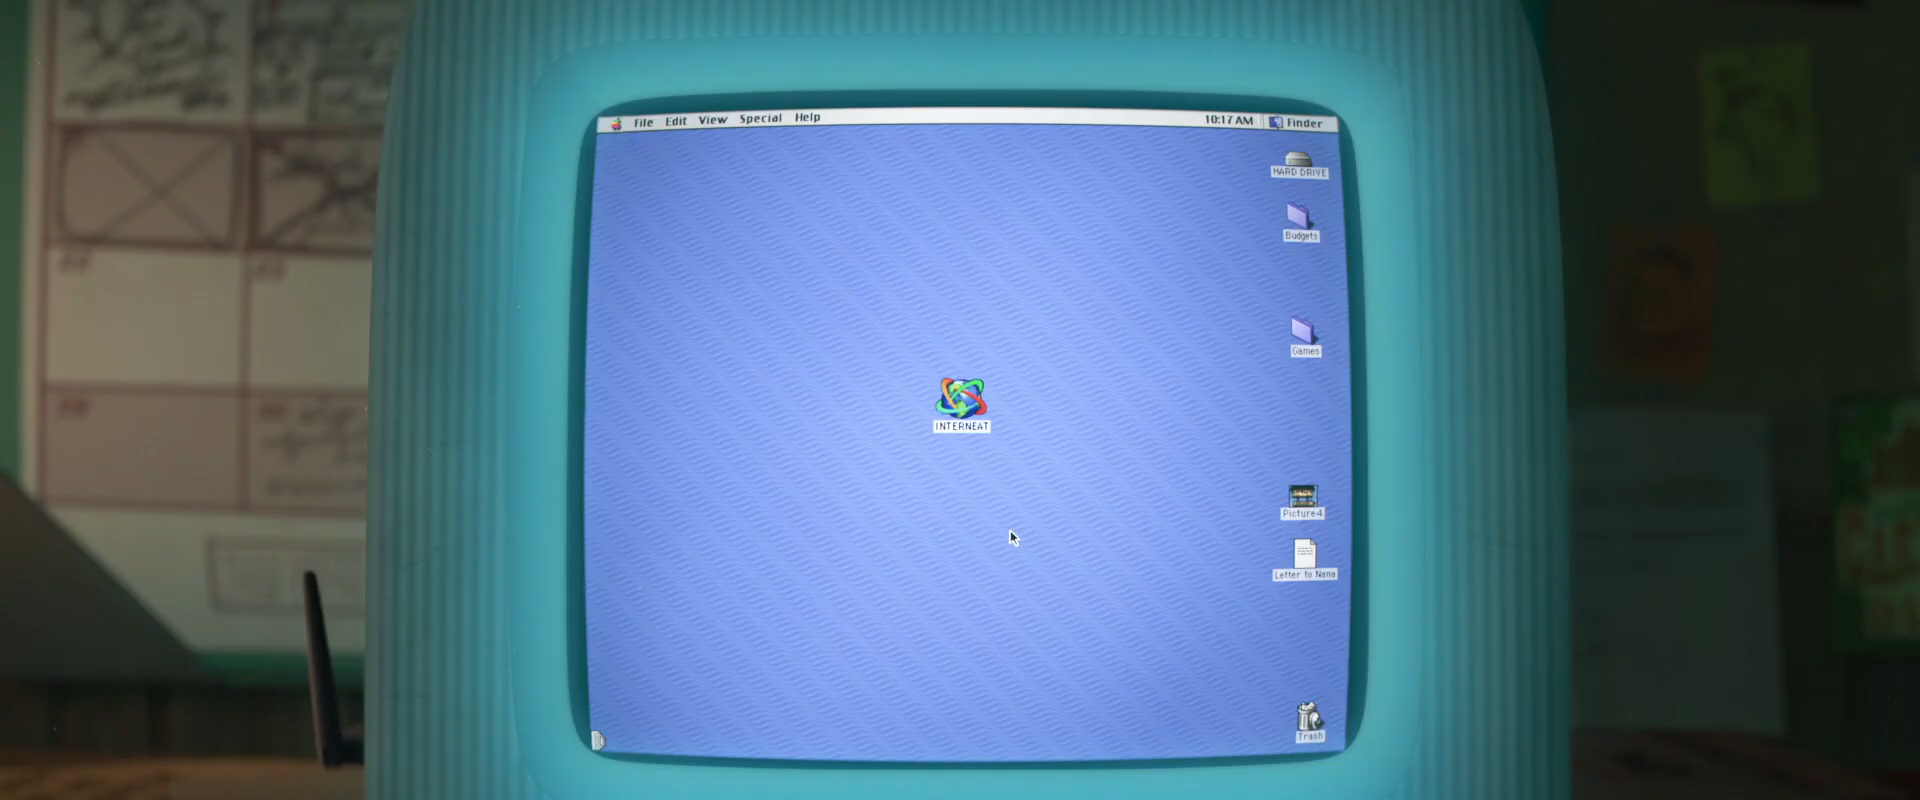 File Edit View Special Help 10:17 AM Finder
HARD DRIVE
Budgets
Games
INTERNEAT
Picture4
Letter to Nana
Trash